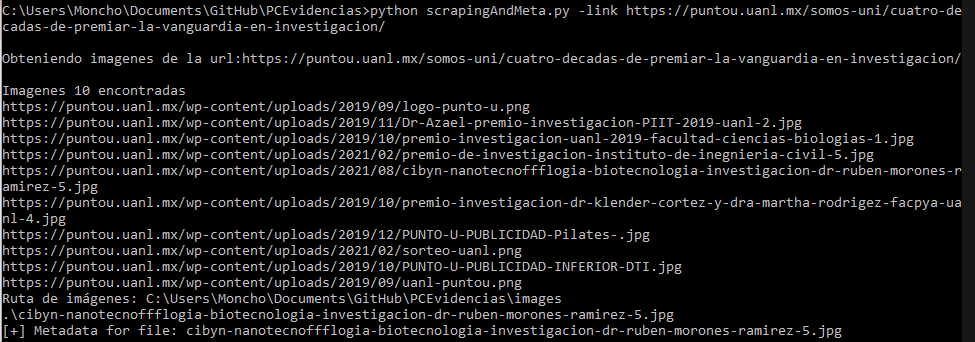 C:\Users\Moncho\Documents\GitHub\PCEvidencias>python scrapingAndMeta.py -link https://puntou.uanl.mx/somos-uni/cuatro-de
cadas-de-premiar-la-vanguardia-en-investigacion/
Obteniendo imagenes de la url:https://puntou.uanl.mx/somos-uni/cuatro-decadas-de-premiar-la-vanguardia-en-investigacion/
Imagenes 10 encontradas
https://puntou.uanl.mx/wp-content/uploads/2019/09/logo-punto-u.png
https://puntou.uanl.mx/wp-content/uploads/2019/11/Dr-Azael-premio-investigacion-PIIT-2019-uanl-2.jpg
https://puntou.uanl.mx/wp-content/uploads/2019/10/premio-investigacion-uanl-2019-facultad-ciencias-biologias-1.jpg
https://puntou.uanl.mx/wp-content/uploads/2021/02/premio-de-investigacion-instituto-de-inegnieria-civil-5.jpg
https://puntou.uanl.mx/wp-content/uploads/2021/08/cibyn-nanotecnoffflogia-biotecnologia-investigacion-dr-ruben-morones-r
amirez-5.jpg
https://puntou.uanl.mx/wp-content/uploads/2019/10/premio-investigacion-dr-klender-cortez-y-dra-martha-rodrigez-facpya-ua
nl-4.jpg
https://puntou.uanl.mx/wp-content/uploads/2019/12/PUNTO-U-PUBLICIDAD-Pilates-.jpg
https://puntou.uanl.mx/wp-content/uploads/2021/02/sorteo-uanl.png
https://puntou.uanl.mx/wp-content/uploads/2019/10/PUNTO-U-PUBLICIDAD-INFERIOR-DTI.jpg
https://puntou.uanl.mx/wp-content/uploads/2019/09/uanl-puntou.png
Ruta de imágenes: C:\Users\Moncho\Documents\GitHub\PCEvidencias\images
.\cibyn-nanotecnoffflogia-biotecnologia-investigacion-dr-ruben-morones-ramirez-5.jpg
[+] Metadata for file: cibyn-nanotecnoffflogia-biotecnologia-investigacion-dr-ruben-morones-ramirez-5.jpg